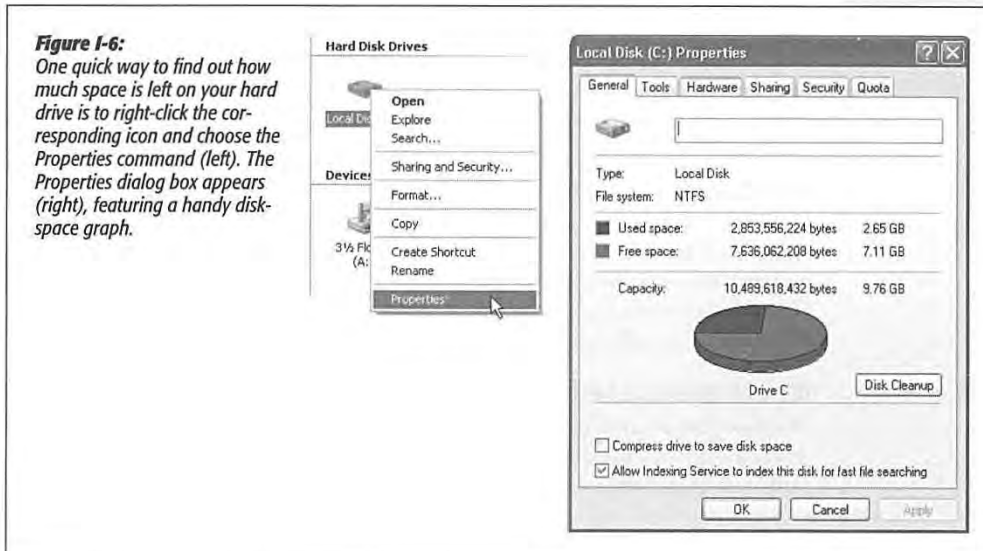 Figure I-6:
One quick way to find out how
much space is left on your hard
drive is to right-click the cor-
responding icon and choose the
Properties command (left). The
Properties dialog box appears
(right), featuring a handy disk-
space graph.
Hard Disk Drives
Local Dis
Devices
3½ Flo
(A:
Open
Explore
Search...
Sharing and Security...
Format...
Copy
Create Shortcut
Rename
Properties
Local Disk (C:) Properties
General Tools Hardware Sharing Security Quota
Type: Local Disk
File system: NTFS
Used space: 2,853,556,224 bytes 2.65 GB
Free space: 7,636,062,208 bytes 7.11 GB
Capacity: 10,489,618,432 bytes 9.76 GB
Drive C
Disk Cleanup
Compress drive to save disk space
Allow Indexing Service to index this disk for fast file searching
OK Cancel Apply